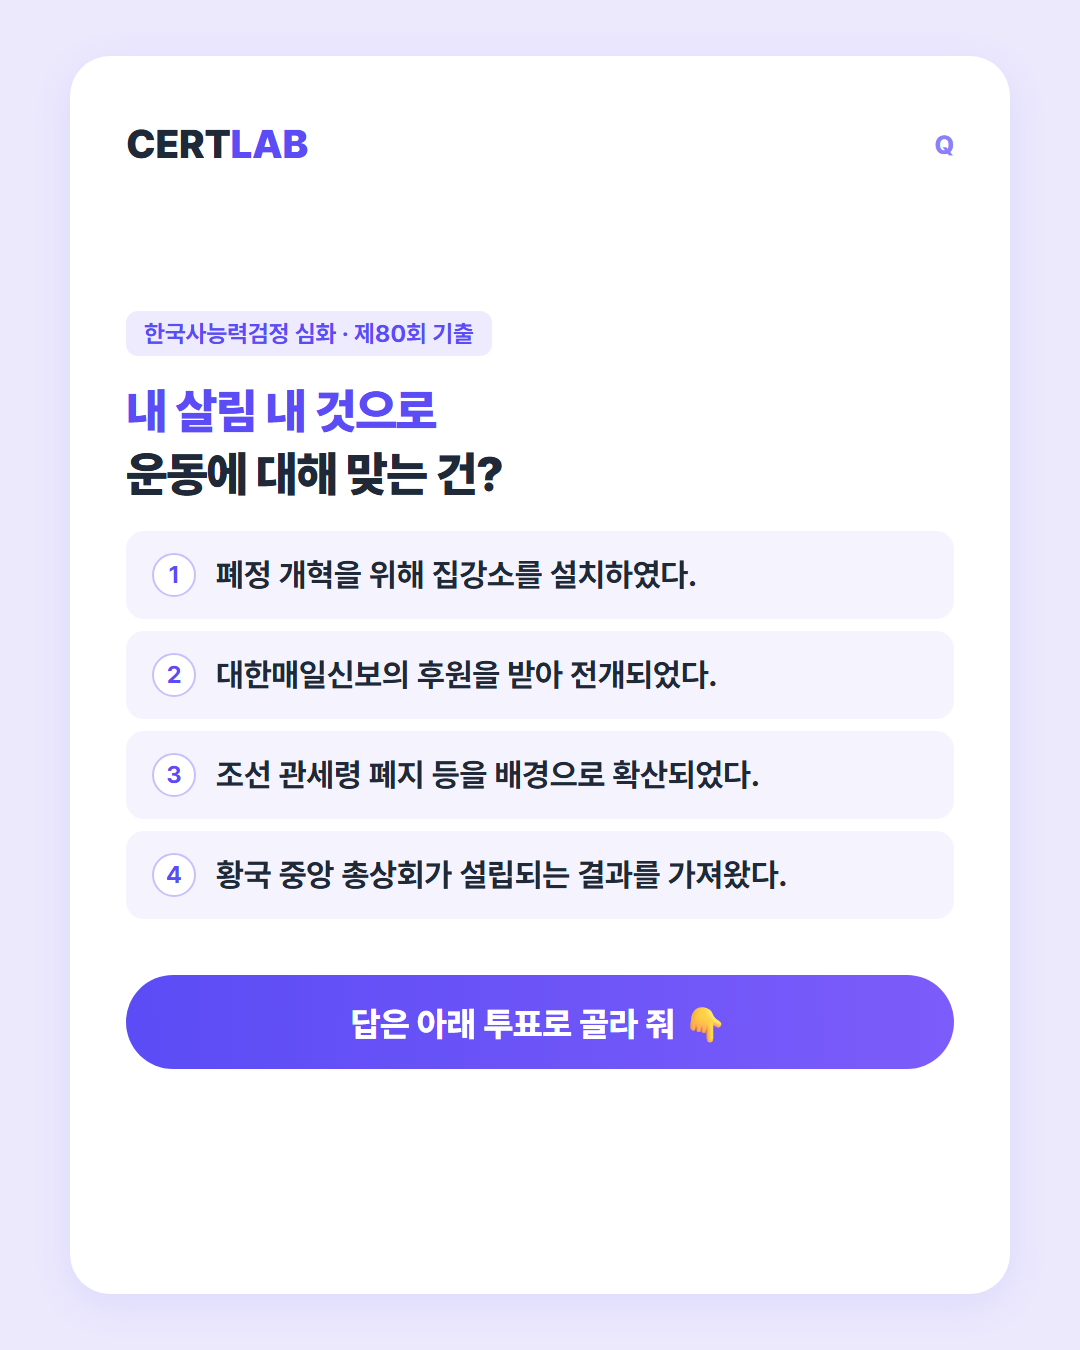 CERTLAB
Q
한국사능력검정 심화 · 제80회 기출
내 살림 내 것으로
운동에 대해 맞는 건?
1 폐정 개혁을 위해 집강소를 설치하였다.
2 대한매일신보의 후원을 받아 전개되었다.
3 조선 관세령 폐지 등을 배경으로 확산되었다.
4 황국 중앙 총상회가 설립되는 결과를 가져왔다.
답은 아래 투표로 골라 줘 👇